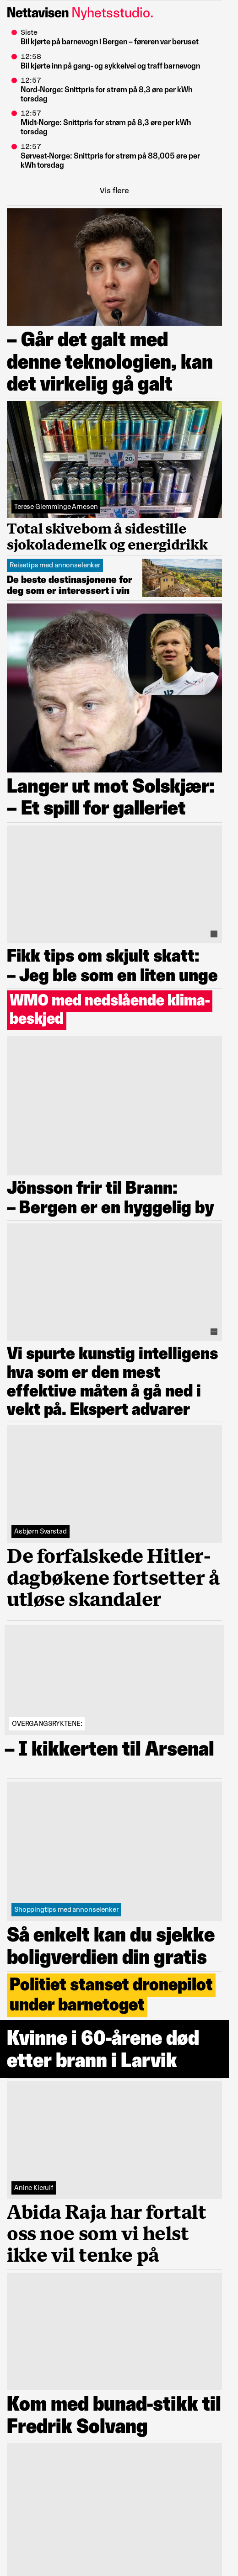 Nettavisen Nyhetsstudio.
Siste
Bil kjørte på barnevogn i Bergen – føreren var beruset
12:58
Bil kjørte inn på gang- og sykkelvei og traff barnevogn
12:57
Nord-Norge: Snittpris for strøm på 8,3 øre per kWh
torsdag
12:57
Midt-Norge: Snittpris for strøm på 8,3 øre per kWh
torsdag
12:57
Sørvest-Norge: Snittpris for strøm på 88,005 øre per
kWh torsdag
Vis flere
– Går det galt med
denne teknologien, kan
det virkelig gå galt
Terese Glemminge Arnesen
Total skivebom å sidestille
sjokolademelk og energidrikk
Reisetips med annonselenker
De beste destinasjonene for
deg som er interessert i vin
Langer ut mot Solskjær:
– Et spill for galleriet
Fikk tips om skjult skatt:
– Jeg ble som en liten unge
WMO med nedslående klima-
beskjed
Jönsson frir til Brann:
– Bergen er en hyggelig by
Vi spurte kunstig intelligens
hva som er den mest
effektive måten å gå ned i
vekt på. Ekspert advarer
Asbjørn Svarstad
De forfalskede Hitler-
dagbøkene fortsetter å
utløse skandaler
OVERGANGSRYKTENE:
– I kikkerten til Arsenal
Shoppingtips med annonselenker
Så enkelt kan du sjekke
boligverdien din gratis
Politiet stanset dronepilot
under barnetoget
Kvinne i 60-årene død
etter brann i Larvik
Anine Kierulf
Abida Raja har fortalt
oss noe som vi helst
ikke vil tenke på
Kom med bunad-stikk til
Fredrik Solvang